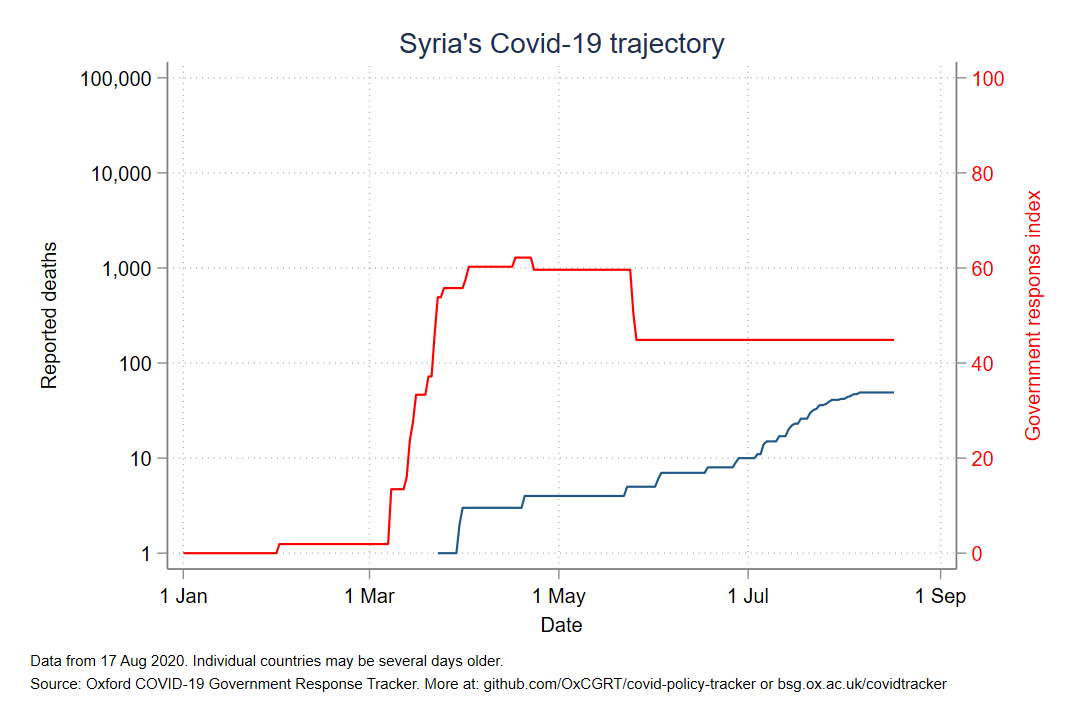 Syria's Covid-19 trajectory
100,000
10,000
1,000
100
10
1
Reported deaths
100
80
60
40
20
0
Government response index
1 Jan
1 Mar
1 May
1 Jul
1 Sep
Date
Data from 17 Aug 2020. Individual countries may be several days older.
Source: Oxford COVID-19 Government Response Tracker. More at: github.com/OxCGRT/covid-policy-tracker or bsg.ox.ac.uk/covidtracker